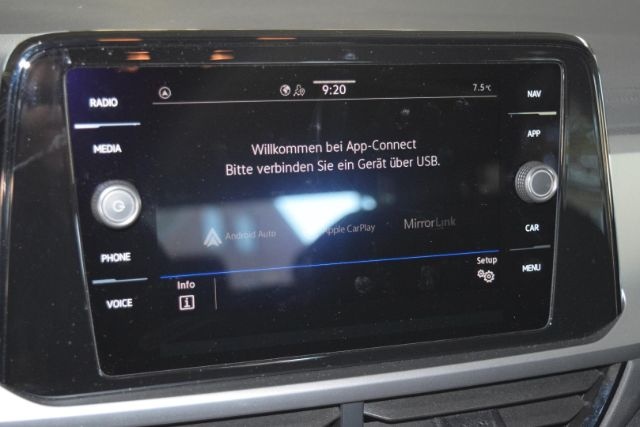 RADIO
MEDIA
PHONE
VOICE
9:20
7.5°C
Willkommen bei App-Connect
Bitte verbinden Sie ein Gerät über USB.
Android Auto
Apple CarPlay
MirrorLink
Info
i
Setup
NAV
APP
CAR
MENU